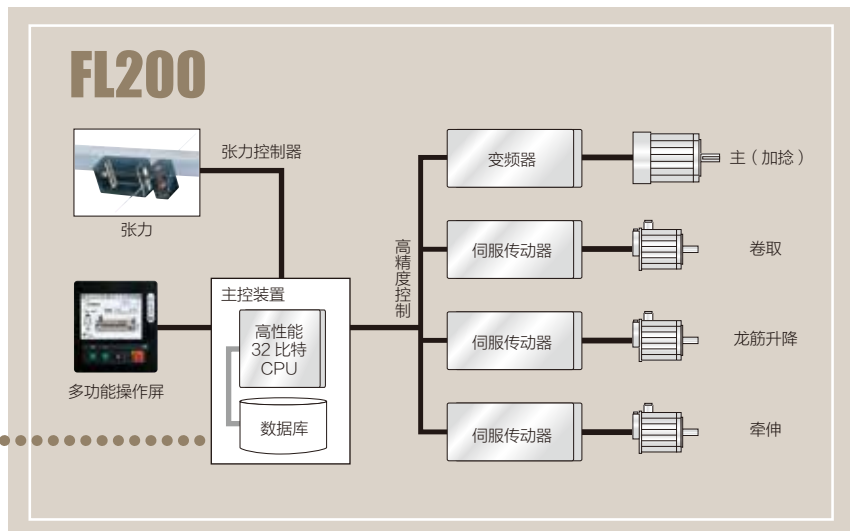 FL200
张力控制器
张力
多功能操作屏
主控装置
高性能
32 比特
CPU
数据库
高精度控制
变频器
主（加捻）
伺服传动器
卷取
伺服传动器
龙筋升降
伺服传动器
牵伸